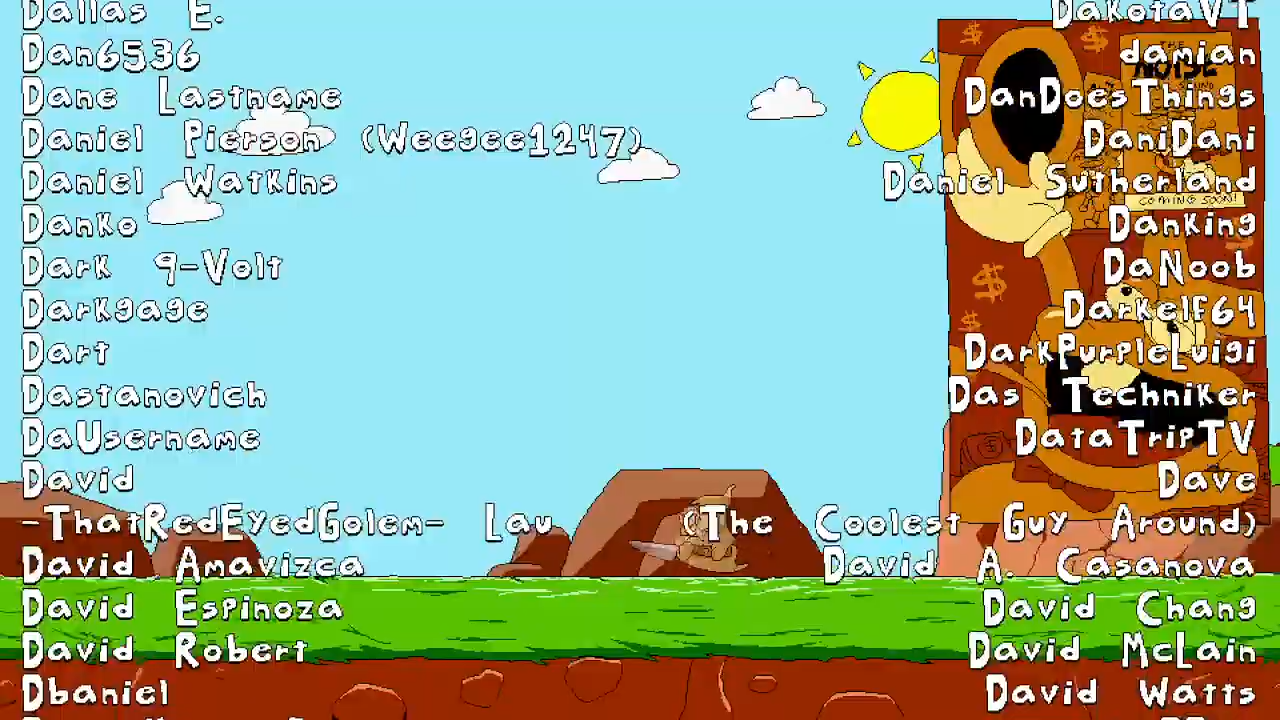 Dallas E.
DakotaVT
Dan6536
damian
Dane Lastname
DanDoesThings
Daniel Pierson (Weegee1247)
DaniDani
Daniel Watkins
Daniel Sutherland
COMING SOON!
Danko
Danking
Dark 9-Volt
DaNoob
Darkgage
Darkelf64
Dart
DarkPurpleLuigi
Dastanovich
Das Techniker
DaUsername
DataTripTV
David
Dave
-ThatRedEyedGolem- Lau (The Coolest Guy Around)
David Amavizca
David A. Casanova
David Espinoza
David Chang
David Robert
David McLain
Dbaniel
David Watts